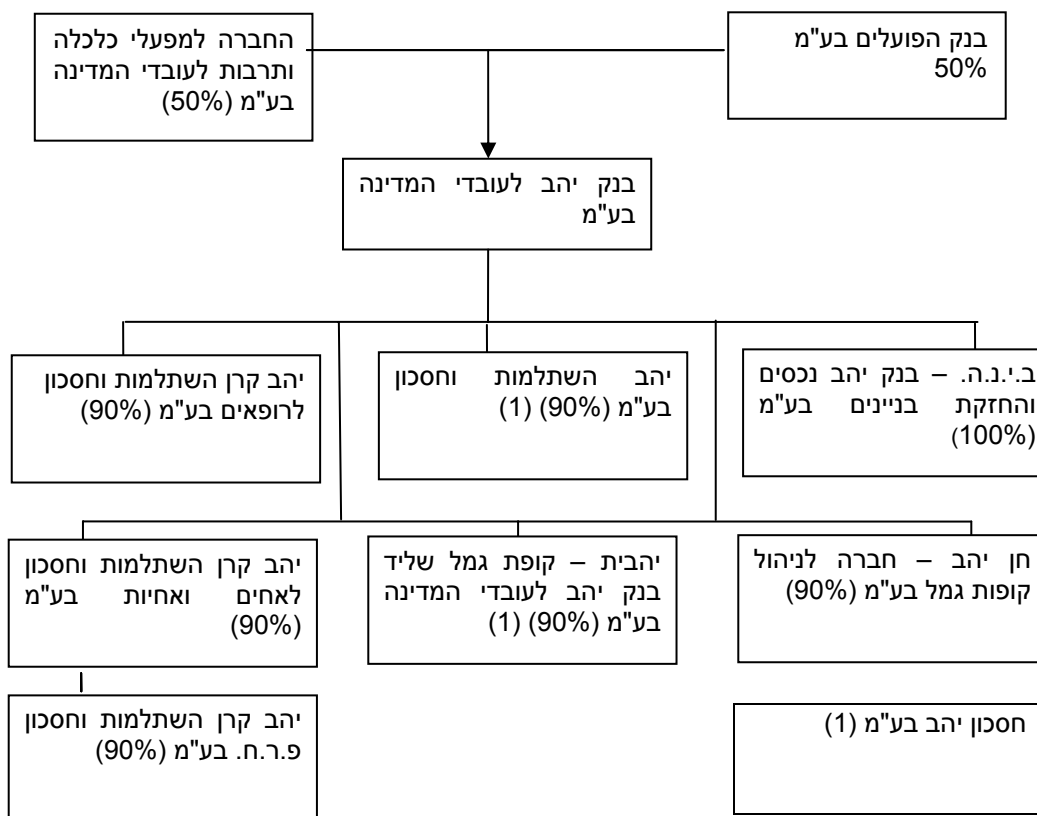 בנק הפועלים בע"מ
50%
החברה למפעלי כלכלה
ותרבות לעובדי המדינה
בע"מ (50%)
בנק יהב לעובדי המדינה
בע"מ
ב.י.נ.ה. – בנק יהב נכסים
והחזקת בניינים בע"מ
(100%)
יהב השתלמות וחסכון
בע"מ (90%) (1)
יהב קרן השתלמות וחסכון
לרופאים בע"מ (90%)
חן יהב – חברה לניהול
קופות גמל בע"מ (90%)
יהבית – קופת גמל שליד
בנק יהב לעובדי המדינה
בע"מ (90%) (1)
יהב קרן השתלמות וחסכון
לאחים ואחיות בע"מ
(90%)
חסכון יהב בע"מ (1)
יהב קרן השתלמות וחסכון
פ.ר.ח. בע"מ (90%)